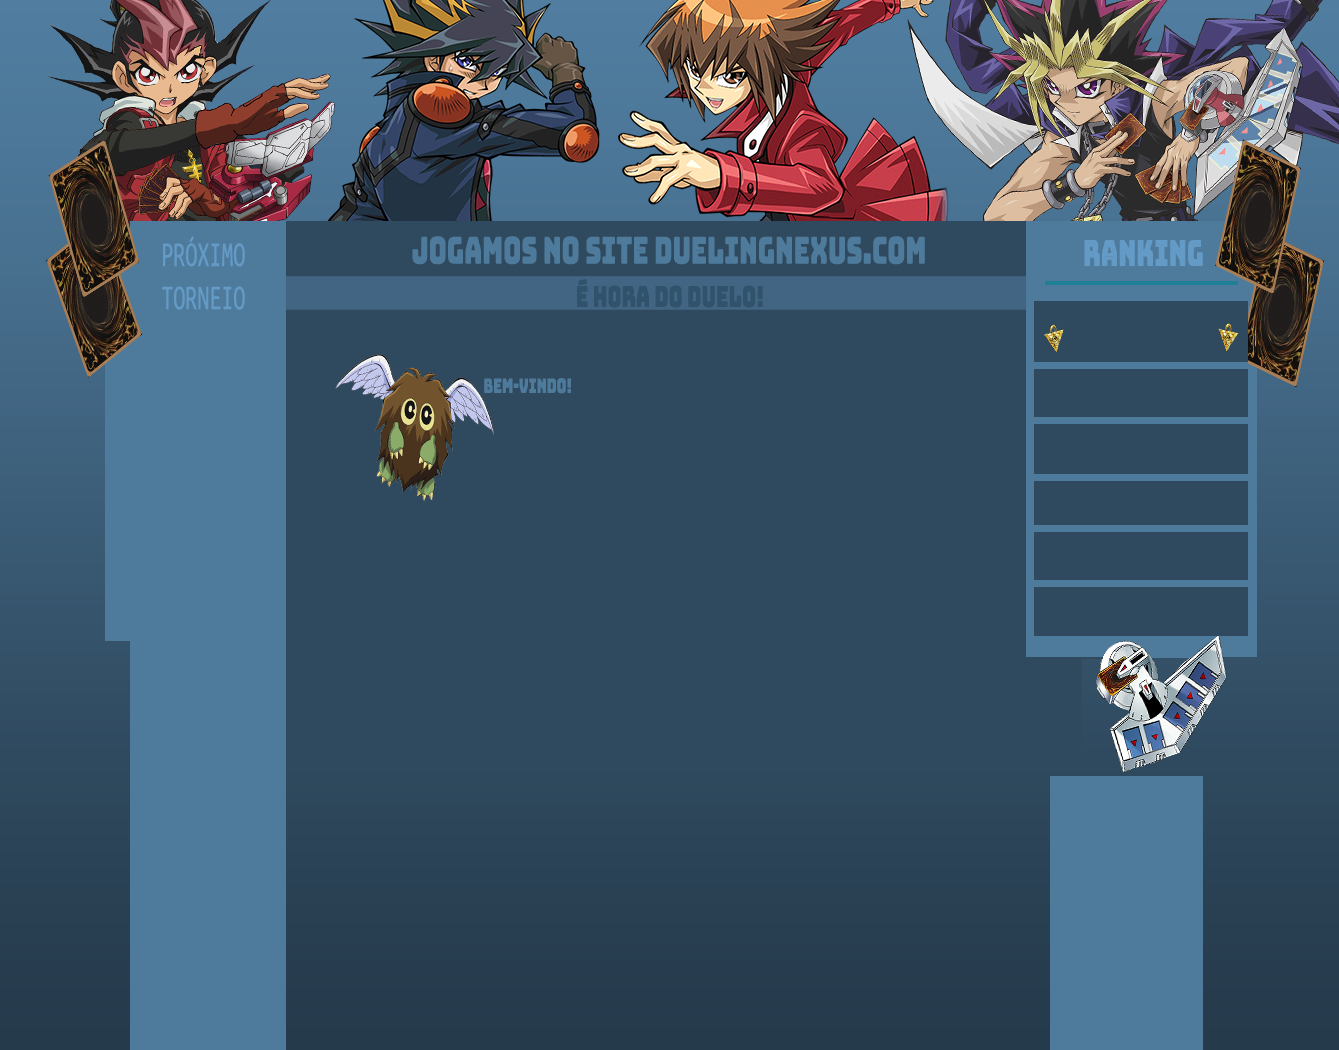 PRÓXIMO
TORNEIO
JOGAMOS NO SITE DUELINGNEXUS.COM
É HORA DO DUELO!
BEM-VINDO!
RANKING